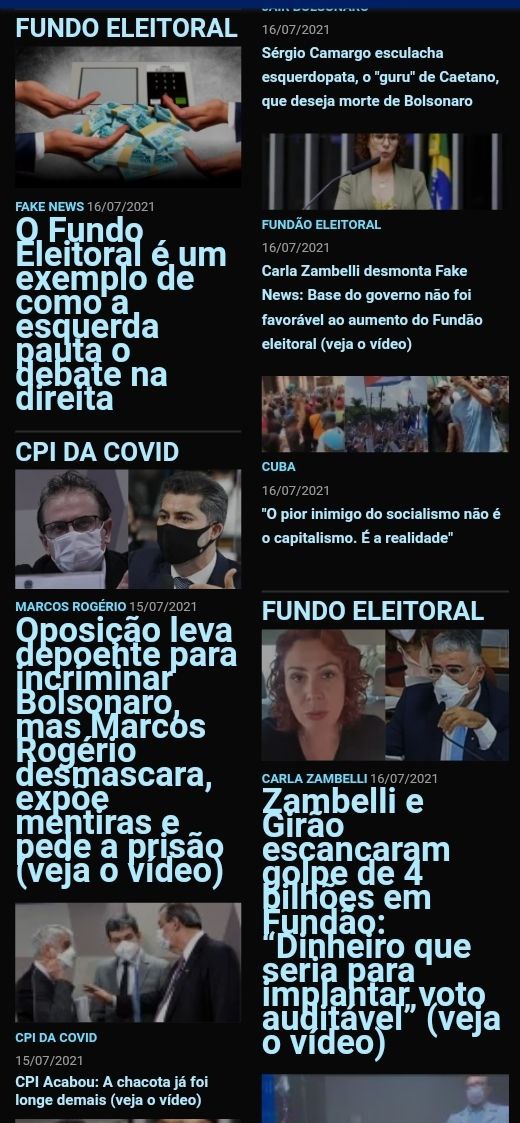 FUNDO ELEITORAL
FAKE NEWS 16/07/2021
O Fundo
Eleitoral é um
exemplo de
como a
esquerda
pauta o
debate na
direita
CPI DA COVID
MARCOS ROGÉRIO 15/07/2021
Oposição leva
depoente para
incriminar
Bolsonaro,
mas Marcos
Rogério
desmascara,
expõe
mentiras e
pede a prisão
(veja o vídeo)
CPI DA COVID
15/07/2021
CPI Acabou: A chacota já foi
longe demais (veja o vídeo)
JAIR BOLSONARO
16/07/2021
Sérgio Camargo esculacha
esquerdopata, o "guru" de Caetano,
que deseja morte de Bolsonaro
FUNDÃO ELEITORAL
16/07/2021
Carla Zambelli desmonta Fake
News: Base do governo não foi
favorável ao aumento do Fundão
eleitoral (veja o vídeo)
CUBA
16/07/2021
"O pior inimigo do socialismo não é
o capitalismo. É a realidade"
FUNDO ELEITORAL
CARLA ZAMBELLI 16/07/2021
Zambelli e
Girão
escancaram
golpe de 4
bilhões em
Fundão:
“Dinheiro que
seria para
implantar voto
auditável” (veja
o vídeo)